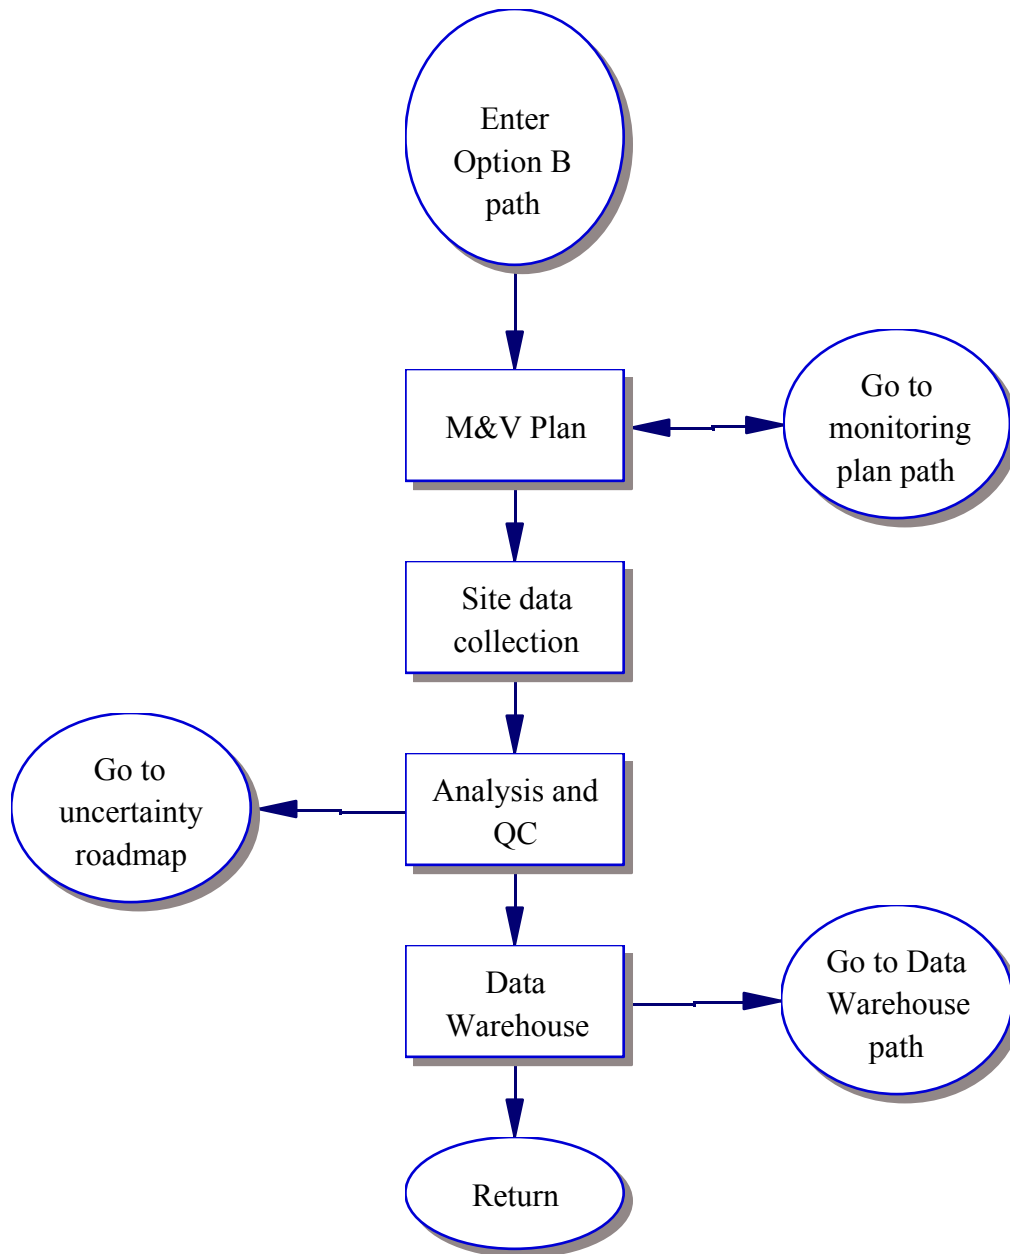 Enter
Option B
path
M&V Plan
Go to
monitoring
plan path
Site data
collection
Go to
uncertainty
roadmap
Analysis and
QC
Data
Warehouse
Go to Data
Warehouse
path
Return